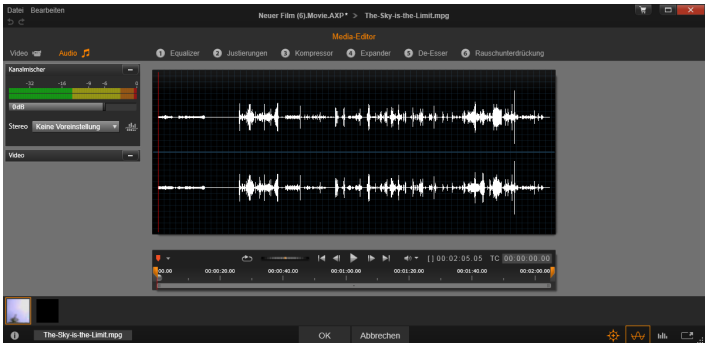 Datei Bearbeiten
Neuer Film (6).Movie.AXP* > The-Sky-is-the-Limit.mpg
Media-Editor
Video Audio 1 Equalizer 2 Justierungen 3 Kompressor 4 Expander 5 De-Esser 6 Rauschunterdrückung
Kanalmischer
-32 -16 -9 -4 0
0dB
Stereo Keine Voreinstellung
Video
[ ] 00:02:05.05 TC 00:00:00.00
00.00 00:00:20.00 00:00:40.00 00:01:00.00 00:01:20.00 00:01:40.00 00:02:00.00
The-Sky-is-the-Limit.mpg OK Abbrechen